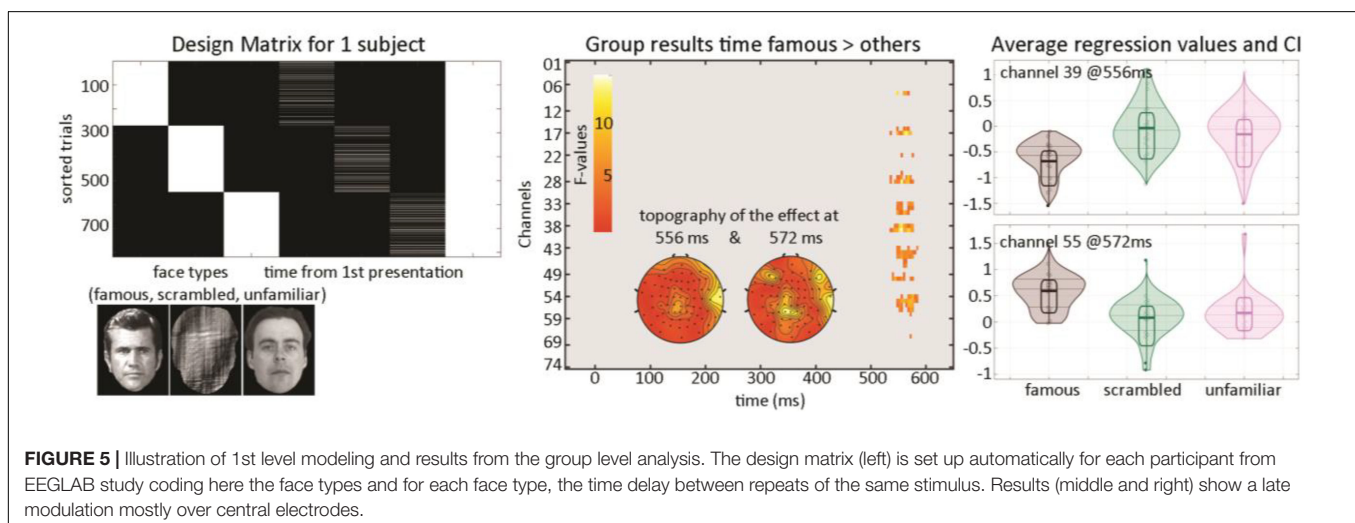 Design Matrix for 1 subject
100
300
500
700
sorted trials
face types
time from 1st presentation
(famous, scrambled, unfamiliar)
Group results time famous > others
01
06
12
17
22
28
33
38
43
49
54
59
69
74
Channels
F-values
10
5
topography of the effect at
556 ms & 572 ms
0 100 200 300 400 500 600
time (ms)
Average regression values and CI
channel 39 @556ms
1
0.5
0
-0.5
-1
-1.5
channel 55 @572ms
1.5
1
0.5
0
-0.5
-1
famous scrambled unfamiliar
FIGURE 5 | Illustration of 1st level modeling and results from the group level analysis. The design matrix (left) is set up automatically for each participant from
EEGLAB study coding here the face types and for each face type, the time delay between repeats of the same stimulus. Results (middle and right) show a late
modulation mostly over central electrodes.